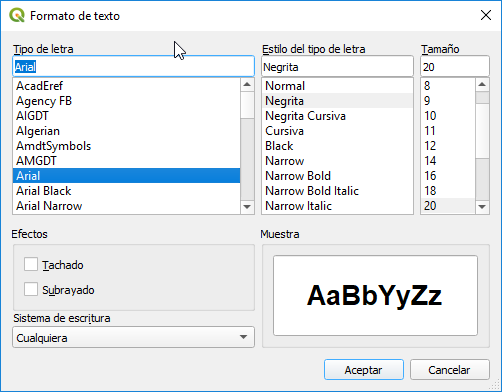 Formato de texto
Tipo de letra
Arial
AcadEref
Agency FB
AIGDT
Algerian
AmdtSymbols
AMGDT
Arial
Arial Black
Arial Narrow
Estilo del tipo de letra
Negrita
Normal
Negrita
Negrita Cursiva
Cursiva
Black
Narrow
Narrow Bold
Narrow Bold Italic
Narrow Italic
Tamaño
20
8
9
10
11
12
14
16
18
20
Efectos
Tachado
Subrayado
Sistema de escritura
Cualquiera
Muestra
AaBbYyZz
Aceptar
Cancelar